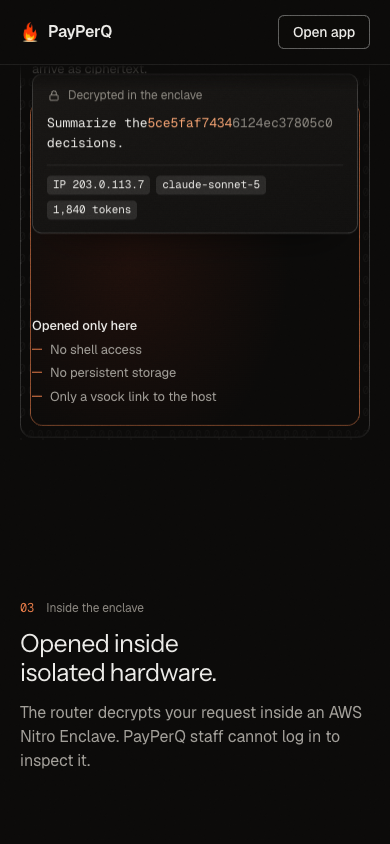 PayPerQ
Open app
arrive as ciphertext.
Decrypted in the enclave
Summarize the5ce5faf74346124ec37805c0
decisions.
IP 203.0.113.7
claude-sonnet-5
1,840 tokens
Opened only here
— No shell access
— No persistent storage
— Only a vsock link to the host
03 Inside the enclave
Opened inside
isolated hardware.
The router decrypts your request inside an AWS
Nitro Enclave. PayPerQ staff cannot log in to
inspect it.